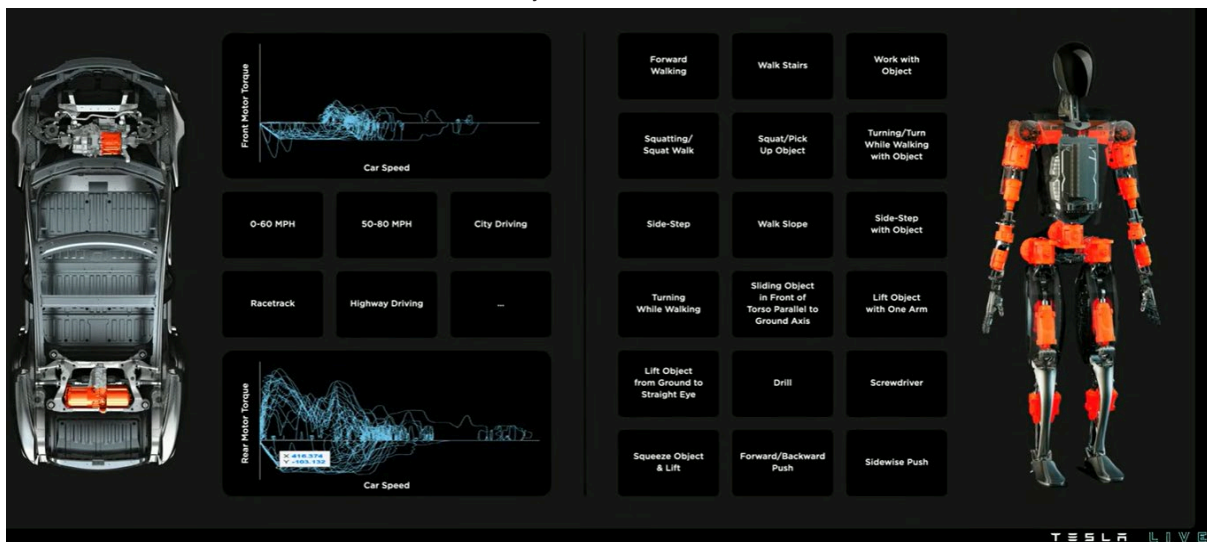 Front Motor Torque
Car Speed
0-60 MPH
50-80 MPH
City Driving
Racetrack
Highway Driving
...
Rear Motor Torque
X 416.374
Y -103.132
Car Speed
Forward
Walking
Walk Stairs
Work with
Object
Squatting/
Squat Walk
Squat/Pick
Up Object
Turning/Turn
While Walking
with Object
Side-Step
Walk Slope
Side-Step
with Object
Turning
While Walking
Sliding Object
in Front of
Torso Parallel to
Ground Axis
Lift Object
with One Arm
Lift Object
from Ground to
Straight Eye
Drill
Screwdriver
Squeeze Object
& Lift
Forward/Backward
Push
Sidewise Push
TESLA LIVE